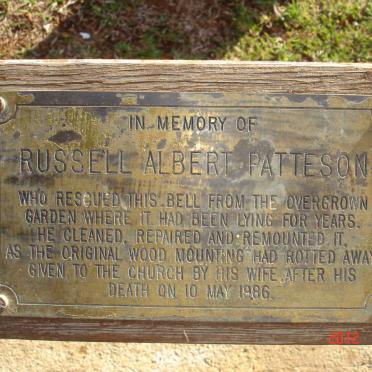 IN MEMORY OF
RUSSELL ALBERT PATTESON
WHO RESCUED THIS BELL FROM THE OVERGROWN
GARDEN WHERE IT HAD BEEN LYING FOR YEARS.
HE CLEANED, REPAIRED AND REMOUNTED IT,
AS THE ORIGINAL WOOD MOUNTING HAD ROTTED AWAY
GIVEN TO THE CHURCH BY HIS WIFE AFTER HIS
DEATH ON 10 MAY 1986.
2012